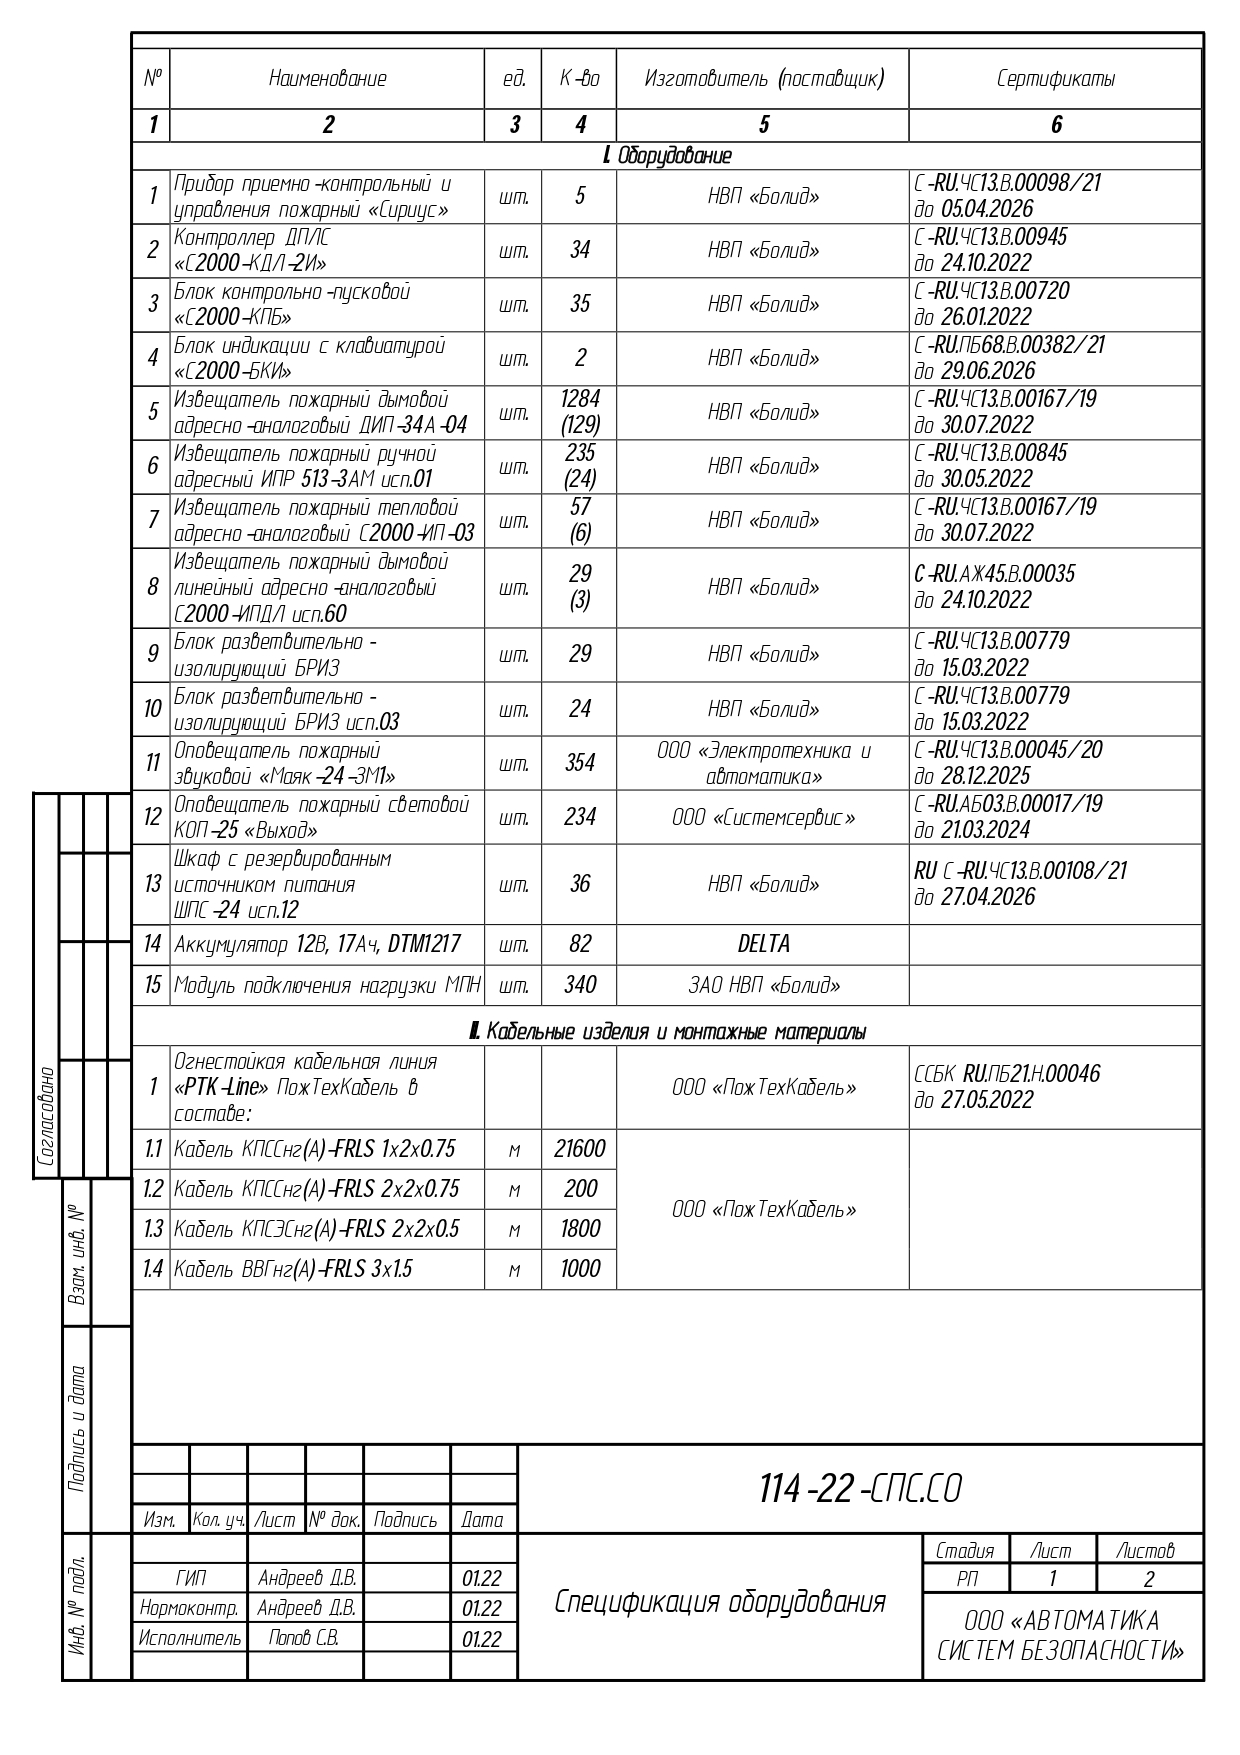 № Наименование ед. К-во Изготовитель (поставщик) Сертификаты
1 2 3 4 5 6
I. Оборудование
1 Прибор приемно-контрольный и управления пожарный «Сириус» шт. 5 НВП «Болид» С-RU.ЧС13.В.00098/21 до 05.04.2026
2 Контроллер ДПЛС «С2000-КДЛ-2И» шт. 34 НВП «Болид» С-RU.ЧС13.В.00945 до 24.10.2022
3 Блок контрольно-пусковой «С2000-КПБ» шт. 35 НВП «Болид» С-RU.ЧС13.В.00720 до 26.01.2022
4 Блок индикации с клавиатурой «С2000-БКИ» шт. 2 НВП «Болид» С-RU.ПБ68.В.00382/21 до 29.06.2026
5 Извещатель пожарный дымовой адресно-аналоговый ДИП-34А-04 шт. 1284 (129) НВП «Болид» С-RU.ЧС13.В.00167/19 до 30.07.2022
6 Извещатель пожарный ручной адресный ИПР 513-3АМ исп.01 шт. 235 (24) НВП «Болид» С-RU.ЧС13.В.00845 до 30.05.2022
7 Извещатель пожарный тепловой адресно-аналоговый С2000-ИП-03 шт. 57 (6) НВП «Болид» С-RU.ЧС13.В.00167/19 до 30.07.2022
8 Извещатель пожарный дымовой линейный адресно-аналоговый С2000-ИПДЛ исп.60 шт. 29 (3) НВП «Болид» C-RU.АЖ45.В.00035 до 24.10.2022
9 Блок разветвительно-изолирующий БРИЗ шт. 29 НВП «Болид» С-RU.ЧС13.В.00779 до 15.03.2022
10 Блок разветвительно-изолирующий БРИЗ исп.03 шт. 24 НВП «Болид» С-RU.ЧС13.В.00779 до 15.03.2022
11 Оповещатель пожарный звуковой «Маяк-24-ЗМ1» шт. 354 ООО «Электротехника и автоматика» С-RU.ЧС13.В.00045/20 до 28.12.2025
12 Оповещатель пожарный световой КОП-25 «Выход» шт. 234 ООО «Системсервис» С-RU.АБ03.В.00017/19 до 21.03.2024
13 Шкаф с резервированным источником питания ШПС-24 исп.12 шт. 36 НВП «Болид» RU С-RU.ЧС13.В.00108/21 до 27.04.2026
14 Аккумулятор 12В, 17Ач, DTM1217 шт. 82 DELTA
15 Модуль подключения нагрузки МПН шт. 340 ЗАО НВП «Болид»
II. Кабельные изделия и монтажные материалы
1 Огнестойкая кабельная линия «PTK-Line» ПожТехКабель в составе: ООО «ПожТехКабель» ССБК RU.ПБ21.Н.00046 до 27.05.2022
1.1 Кабель КПССнг(А)-FRLS 1х2х0.75 м 21600
1.2 Кабель КПССнг(А)-FRLS 2х2х0.75 м 200
ООО «ПожТехКабель»
1.3 Кабель КПСЭСнг(А)-FRLS 2х2х0.5 м 1800
1.4 Кабель ВВГнг(А)-FRLS 3х1.5 м 1000
Согласовано
Взам. инв. №
Подпись и дата
Инв. № подл.
114-22-СПС.СО
Изм. Кол. уч. Лист № док. Подпись Дата
ГИП Андреев Д.В. 01.22
Нормоконтр. Андреев Д.В. 01.22
Исполнитель Попов С.В. 01.22
Спецификация оборудования
Стадия Лист Листов
РП 1 2
ООО «АВТОМАТИКА
СИСТЕМ БЕЗОПАСНОСТИ»